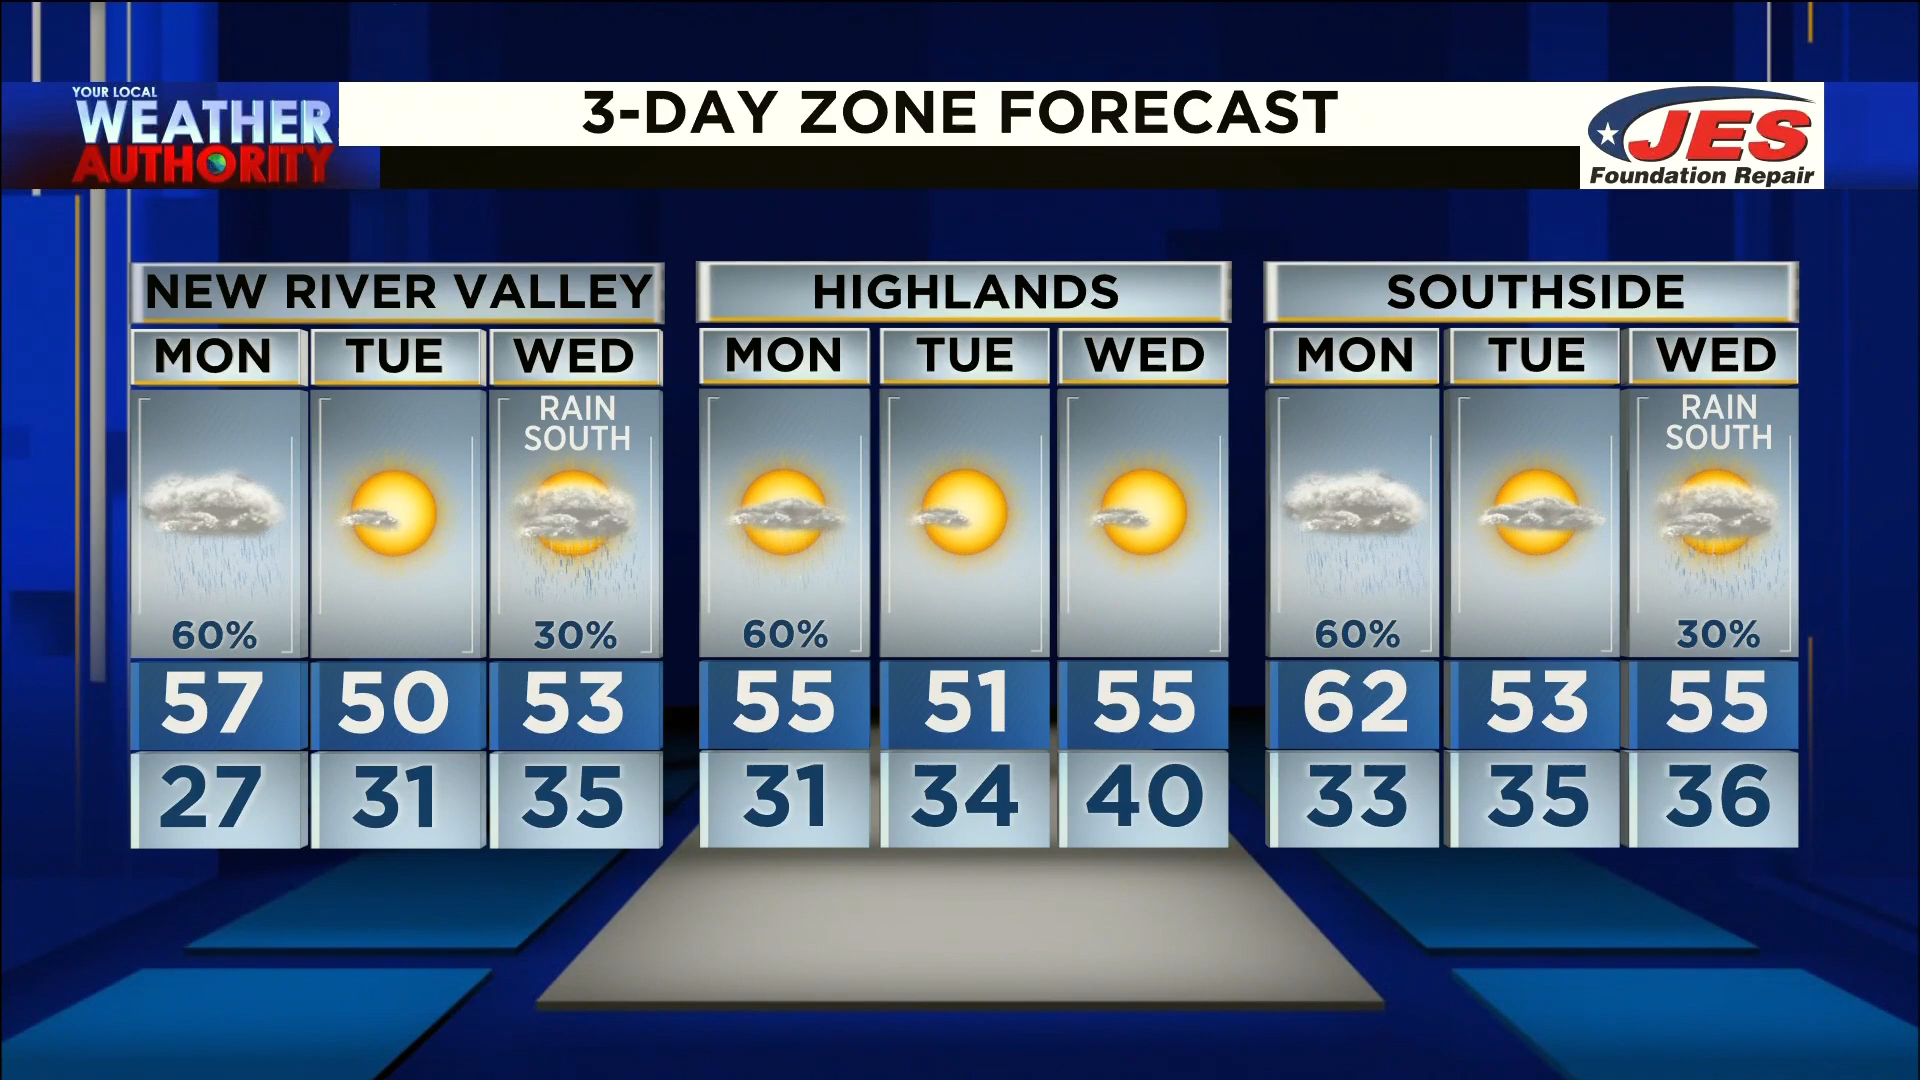 YOUR LOCAL
WEATHER
AUTHORITY
3-DAY ZONE FORECAST
JES
Foundation Repair
NEW RIVER VALLEY
MON TUE WED
RAIN
SOUTH
60% 30%
57 50 53
27 31 35
HIGHLANDS
MON TUE WED
60%
55 51 55
31 34 40
SOUTHSIDE
MON TUE WED
RAIN
SOUTH
60% 30%
62 53 55
33 35 36